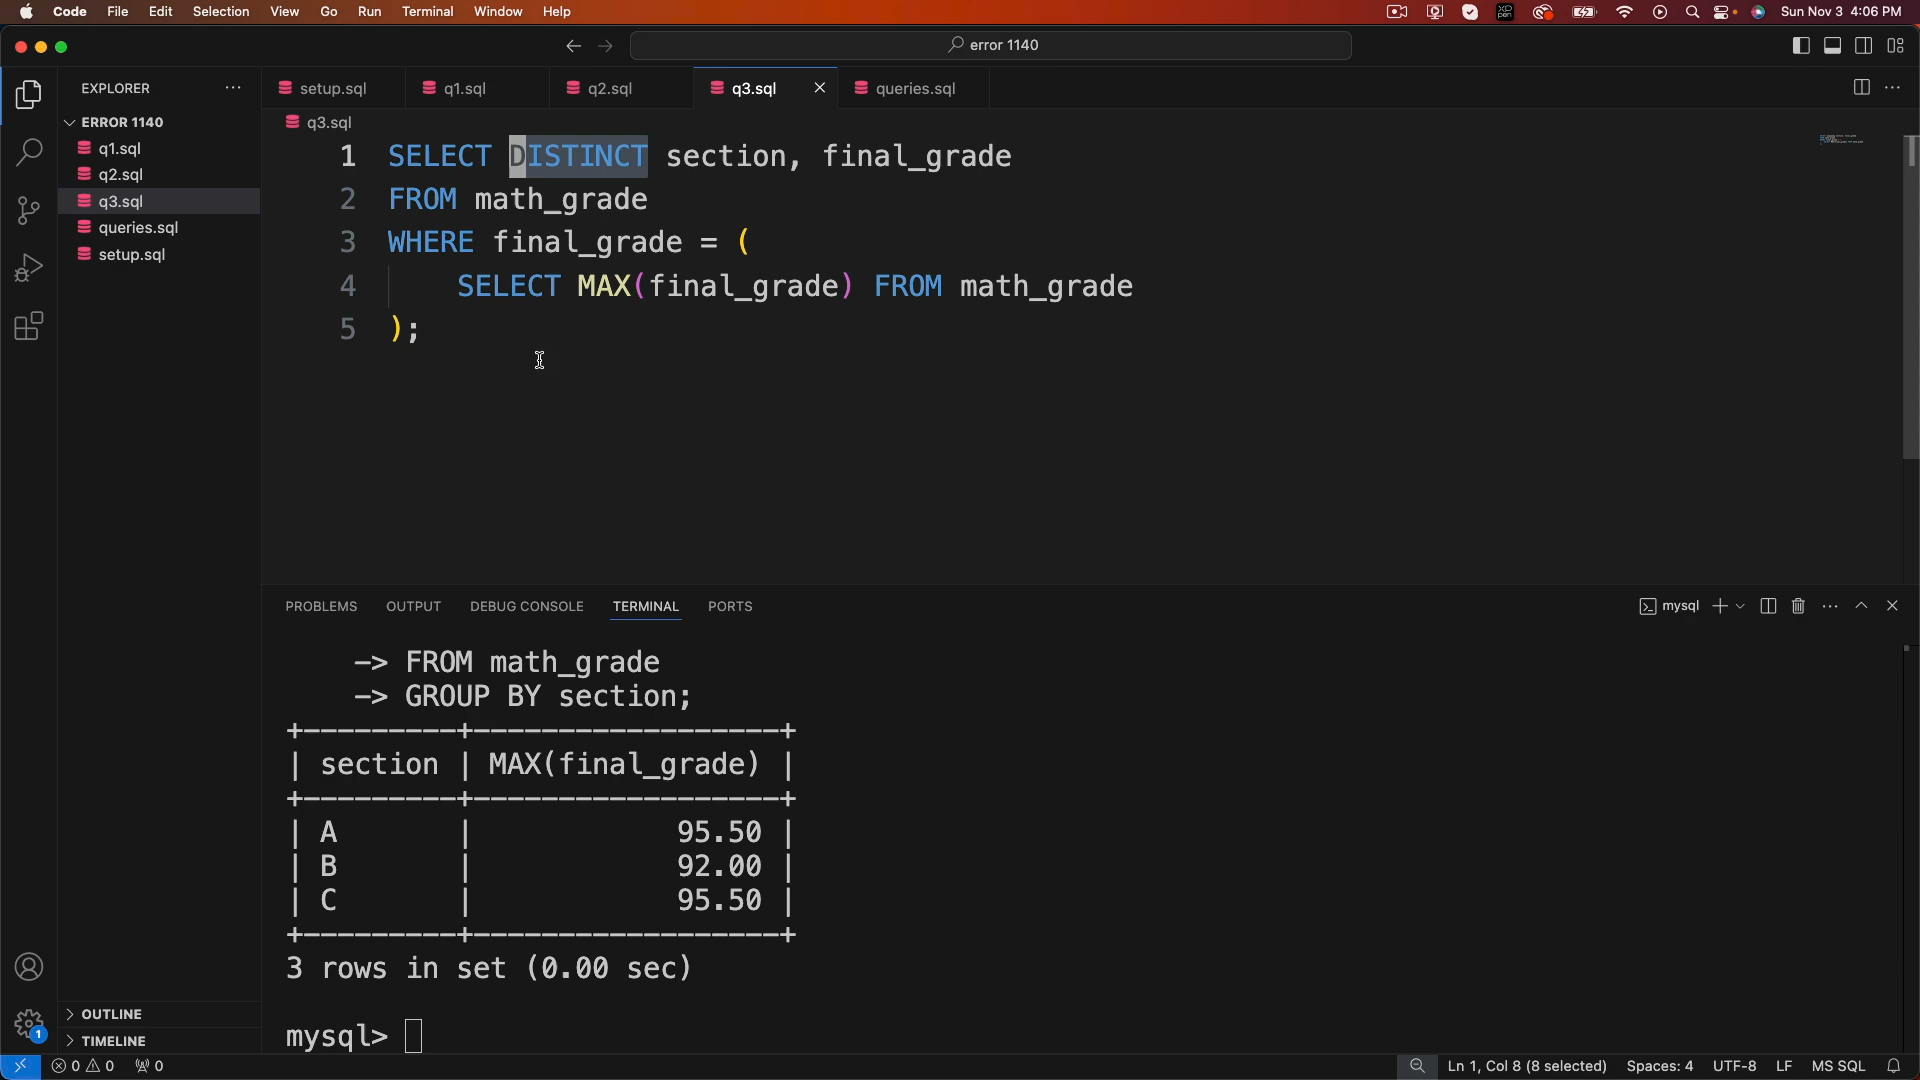 Code File Edit Selection View Go Run Terminal Window Help
Sun Nov 3 4:06 PM
error 1140
EXPLORER
setup.sql q1.sql q2.sql q3.sql queries.sql
ERROR 1140
q1.sql
q2.sql
q3.sql
queries.sql
setup.sql
q3.sql
1 SELECT DISTINCT section, final_grade
2 FROM math_grade
3 WHERE final_grade = (
4 SELECT MAX(final_grade) FROM math_grade
5 );
PROBLEMS OUTPUT DEBUG CONSOLE TERMINAL PORTS
mysql
-> FROM math_grade
-> GROUP BY section;
+---------+------------------+
| section | MAX(final_grade) |
+---------+------------------+
| A | 95.50 |
| B | 92.00 |
| C | 95.50 |
+---------+------------------+
3 rows in set (0.00 sec)
mysql>
OUTLINE
TIMELINE
1
0 0 0
Ln 1, Col 8 (8 selected) Spaces: 4 UTF-8 LF MS SQL